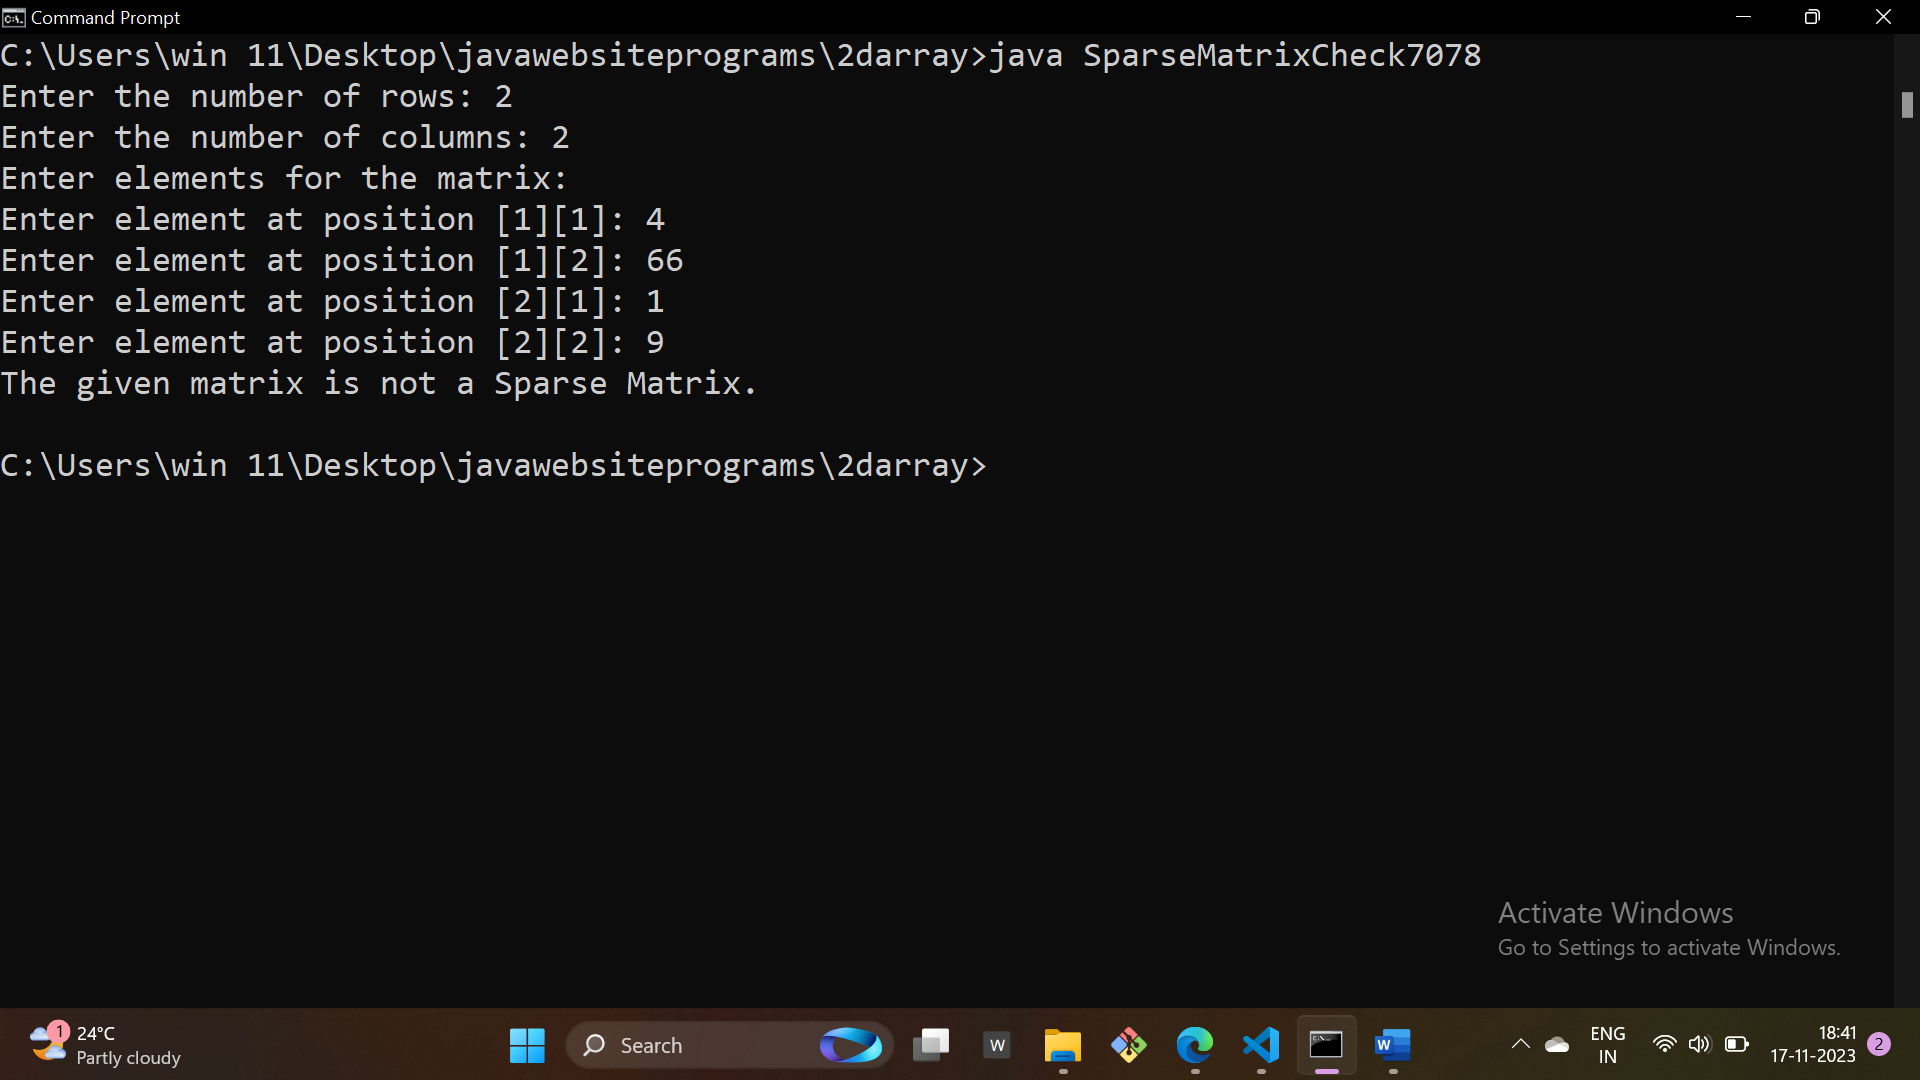 Command Prompt
C:\Users\win 11\Desktop\javawebsiteprograms\2darray>java SparseMatrixCheck7078
Enter the number of rows: 2
Enter the number of columns: 2
Enter elements for the matrix:
Enter element at position [1][1]: 4
Enter element at position [1][2]: 66
Enter element at position [2][1]: 1
Enter element at position [2][2]: 9
The given matrix is not a Sparse Matrix.
C:\Users\win 11\Desktop\javawebsiteprograms\2darray>
Activate Windows
Go to Settings to activate Windows.
1
24°C
Partly cloudy
Search
W
W
ENG
IN
18:41
17-11-2023
2